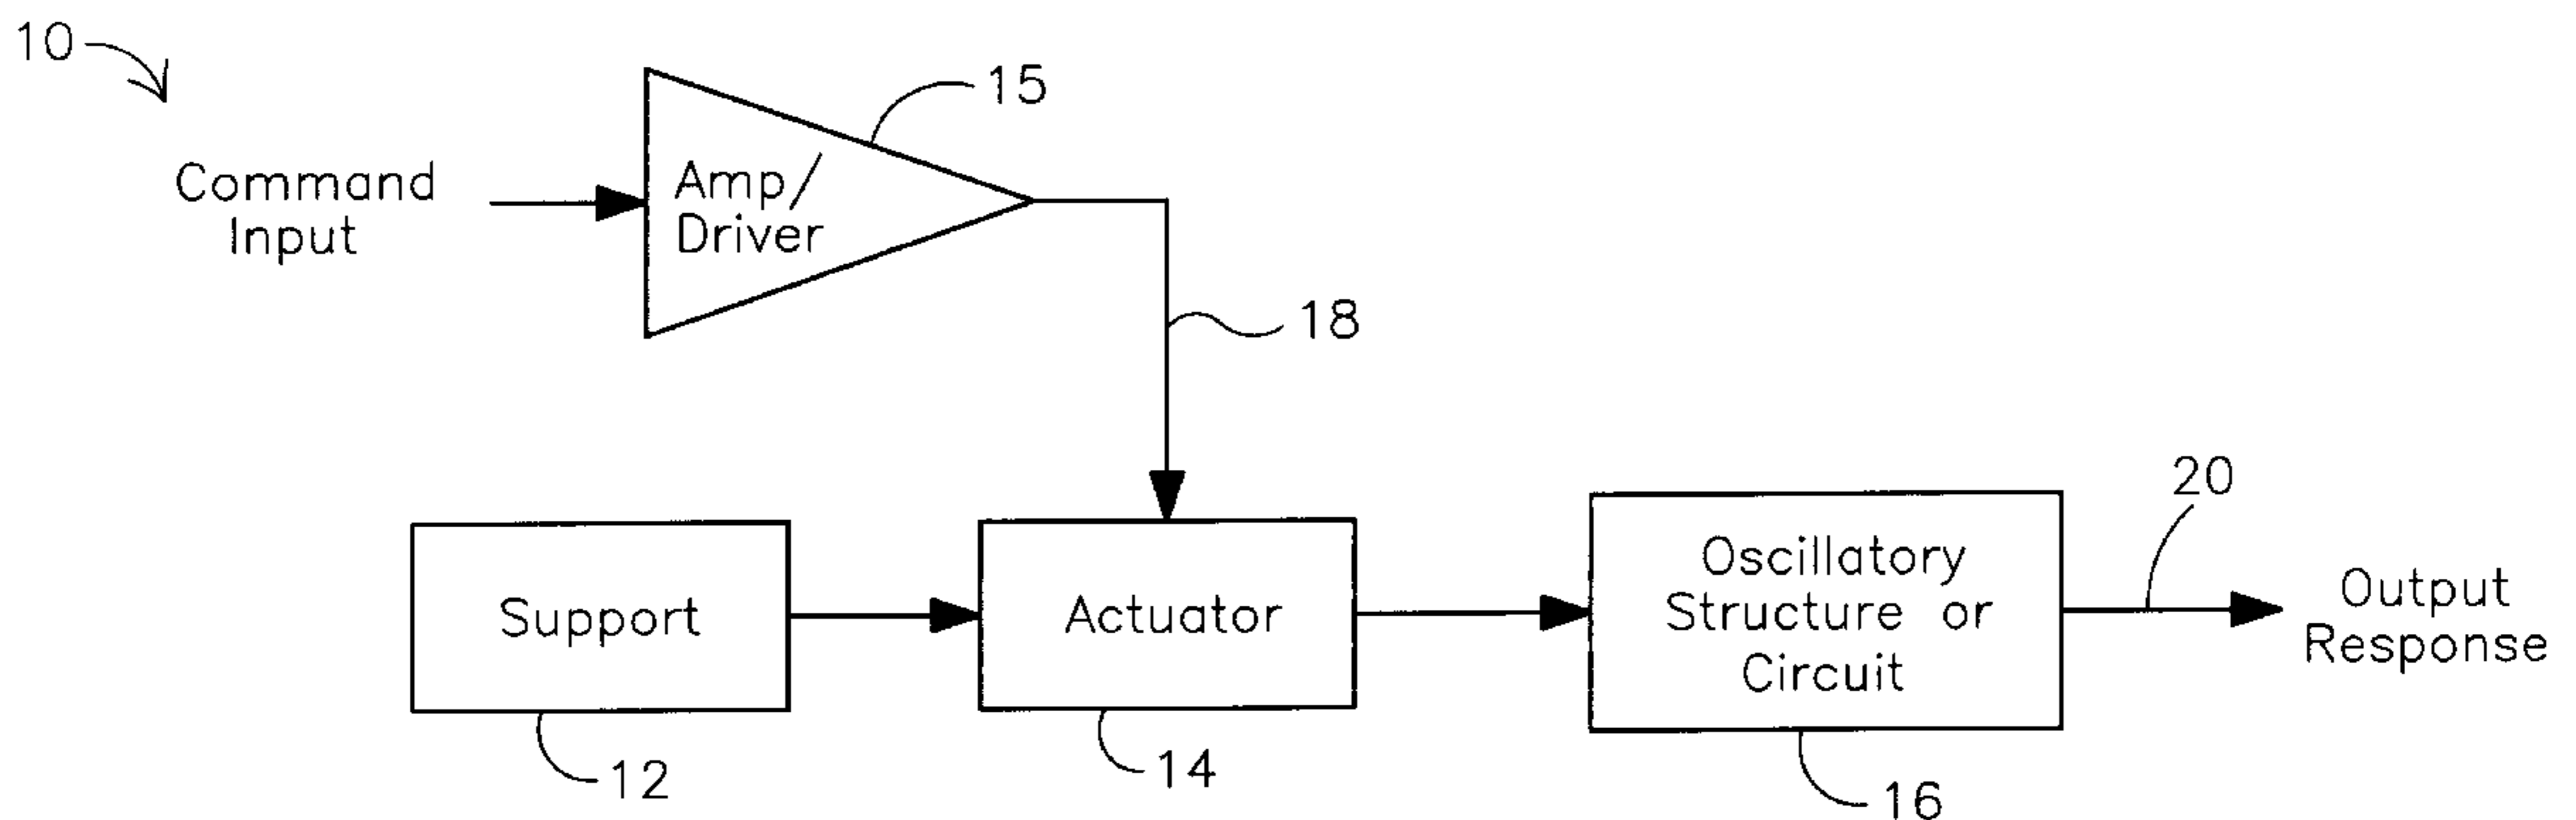 10
15
Command
Input
Amp/
Driver
18
20
Support
Actuator
Oscillatory
Structure or
Circuit
Output
Response
12
14
16